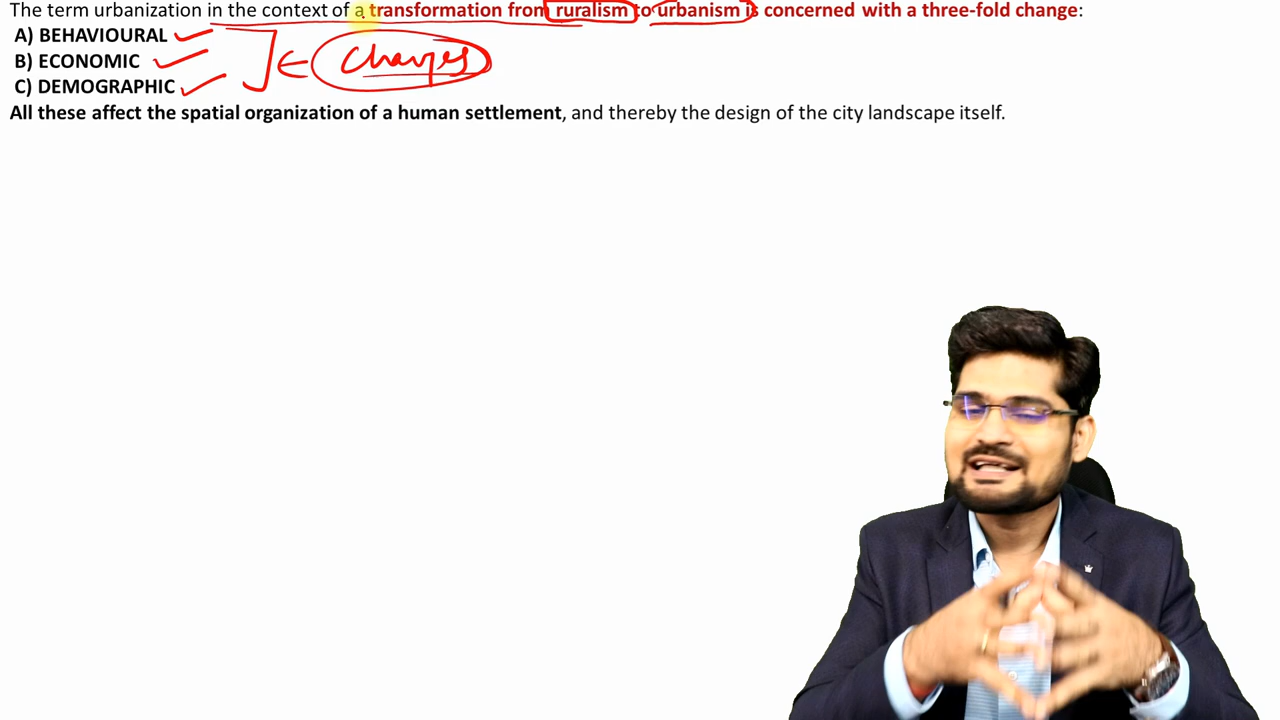 The term urbanization in the context of a transformation from ruralism to urbanism is concerned with a three-fold change:
A) BEHAVIOURAL
B) ECONOMIC
C) DEMOGRAPHIC
Changes
All these affect the spatial organization of a human settlement, and thereby the design of the city landscape itself.